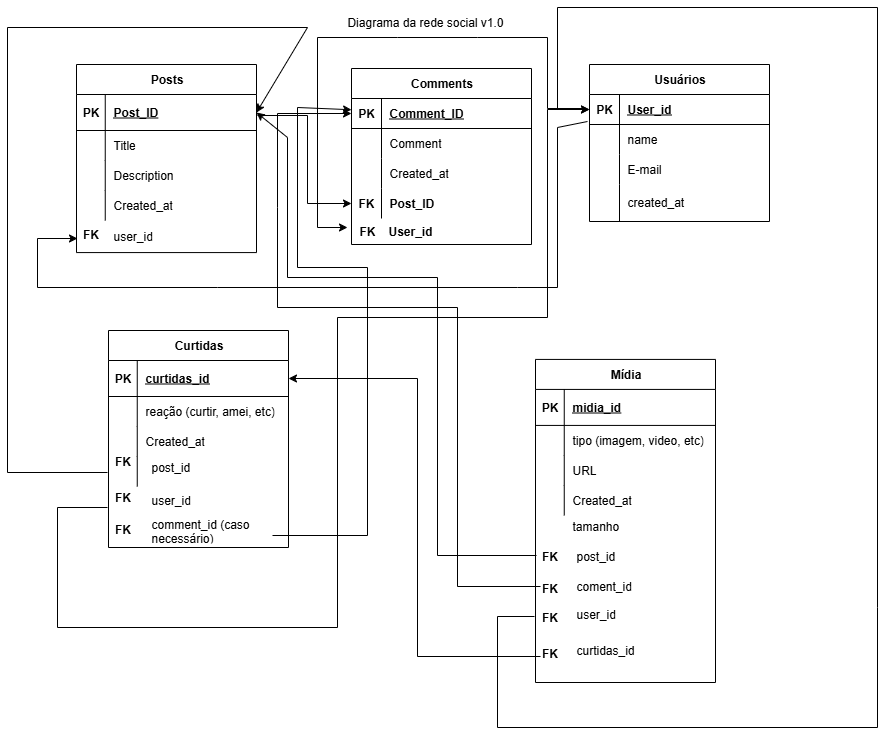 Diagrama da rede social v1.0
Posts
PK Post_ID
Title
Description
Created_at
FK user_id
Comments
PK Comment_ID
Comment
Created_at
FK Post_ID
FK User_id
Usuários
PK User_id
name
E-mail
created_at
Curtidas
PK curtidas_id
reação (curtir, amei, etc)
Created_at
FK post_id
FK user_id
FK comment_id (caso
necessário)
Mídia
PK midia_id
tipo (imagem, video, etc)
URL
Created_at
tamanho
FK post_id
FK coment_id
FK user_id
FK curtidas_id